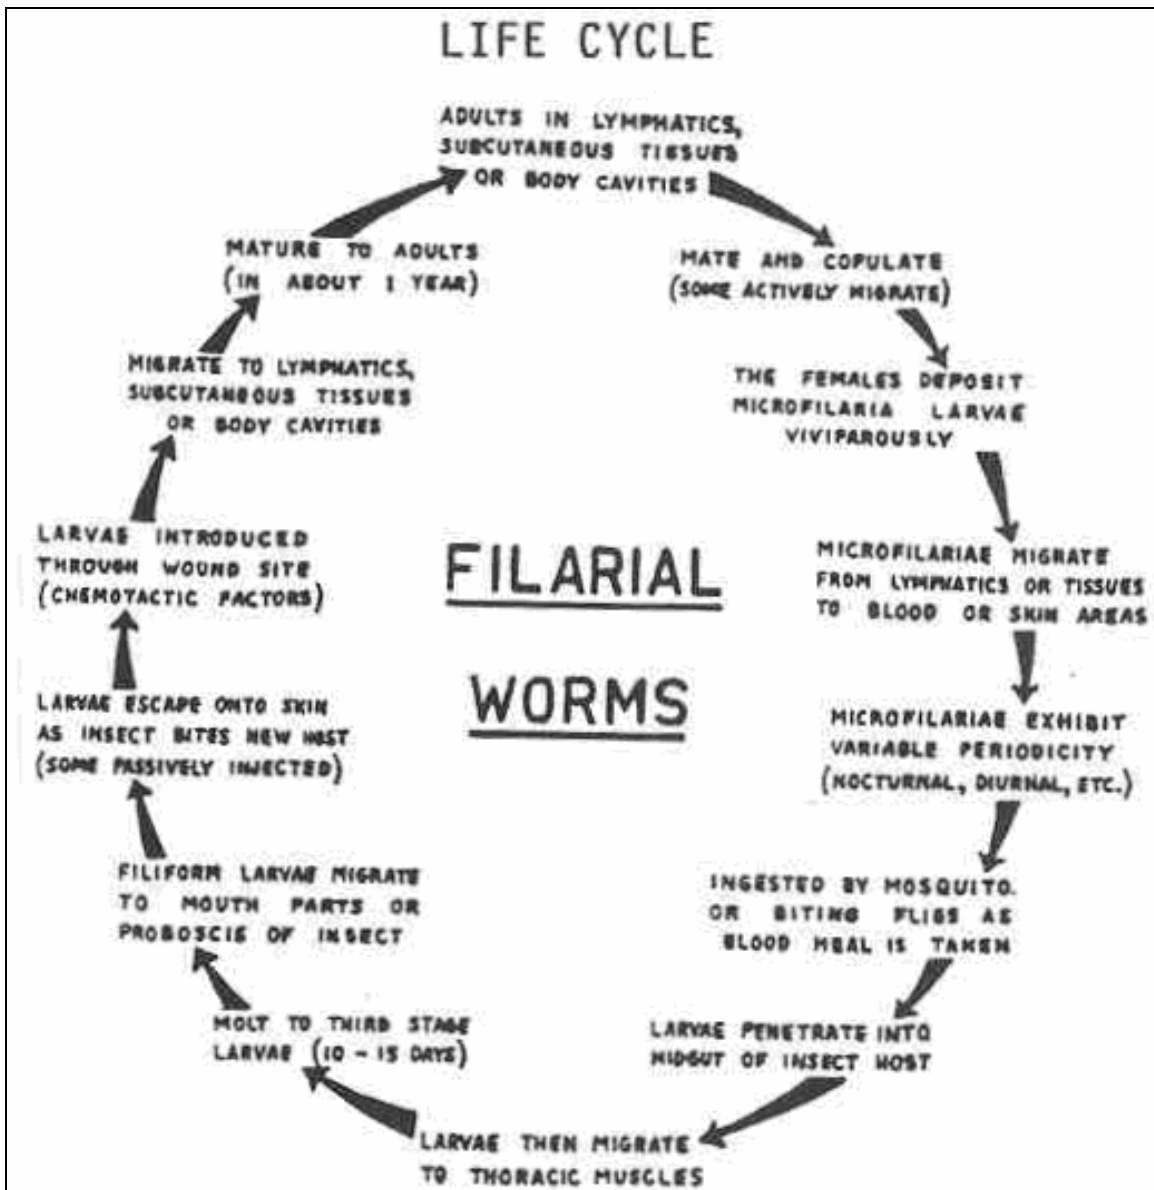 LIFE CYCLE
ADULTS IN LYMPHATICS,
SUBCUTANEOUS TISSUES
OR BODY CAVITIES
MATE AND COPULATE
(SOME ACTIVELY MIGRATE)
THE FEMALES DEPOSIT
MICROFILARIA LARVAE
VIVIPAROUSLY
MICROFILARIAE MIGRATE
FROM LYMPHATICS OR TISSUES
TO BLOOD OR SKIN AREAS
MICROFILARIAE EXHIBIT
VARIABLE PERIODICITY
(NOCTURNAL, DIURNAL, ETC.)
INGESTED BY MOSQUITO.
OR BITING FLIES AS
BLOOD MEAL IS TAKEN
LARVAE PENETRATE INTO
MIDGUT OF INSECT HOST
LARVAE THEN MIGRATE
TO THORACIC MUSCLES
MOLT TO THIRD STAGE
LARVAE (10 - 15 DAYS)
FILIFORM LARVAE MIGRATE
TO MOUTH PARTS OR
PROBOSCIS OF INSECT
LARVAE ESCAPE ONTO SKIN
AS INSECT BITES NEW HOST
(SOME PASSIVELY INJECTED)
LARVAE INTRODUCED
THROUGH WOUND SITE
(CHEMOTACTIC FACTORS)
MIGRATE TO LYMPHATICS,
SUBCUTANEOUS TISSUES
OR BODY CAVITIES
MATURE TO ADULTS
(IN ABOUT 1 YEAR)
FILARIAL
WORMS